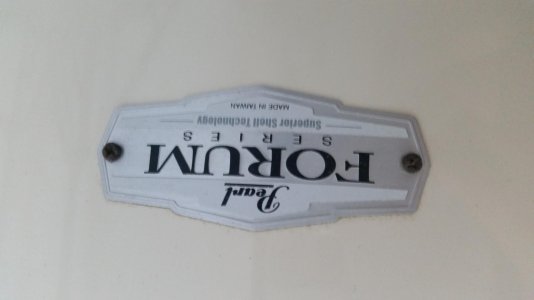 Pearl
FORUM
SERIES
Superior Shell Technology
MADE IN TAIWAN